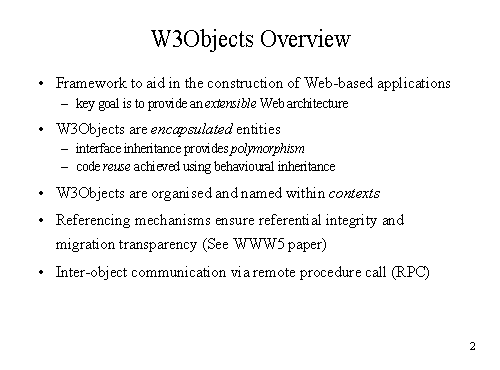 W3Objects Overview
• Framework to aid in the construction of Web-based applications
– key goal is to provide an extensible Web architecture
• W3Objects are encapsulated entities
– interface inheritance provides polymorphism
– code reuse achieved using behavioural inheritance
• W3Objects are organised and named within contexts
• Referencing mechanisms ensure referential integrity and
migration transparency (See WWW5 paper)
• Inter-object communication via remote procedure call (RPC)
2